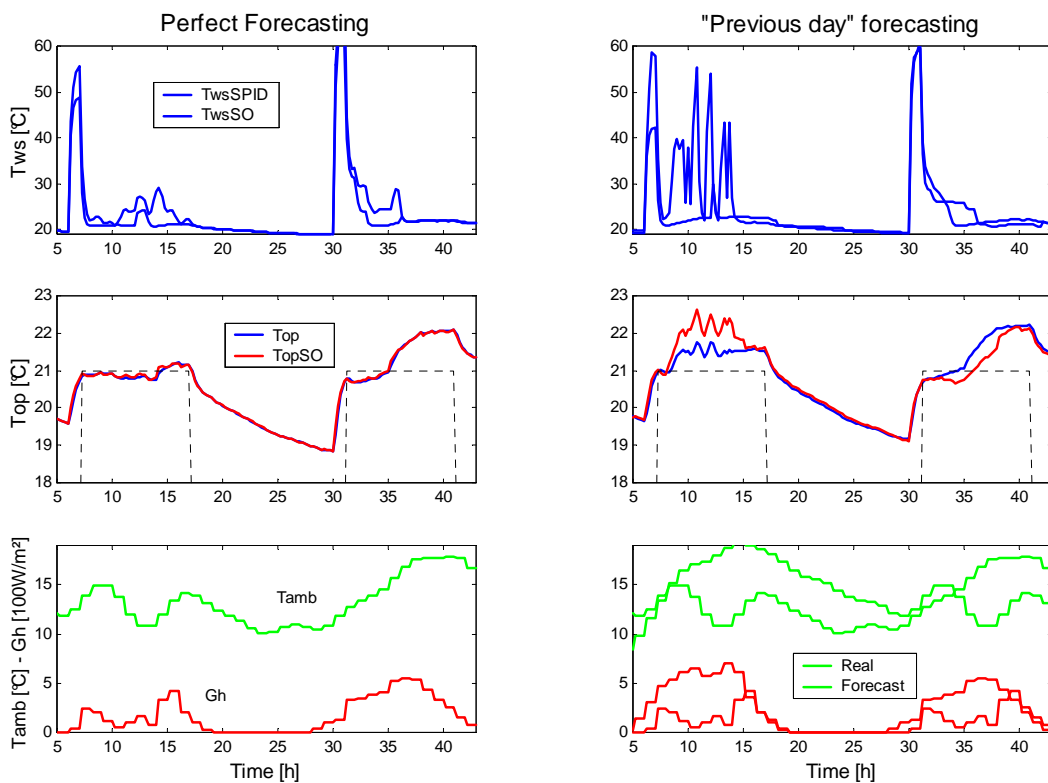 Perfect Forecasting
"Previous day" forecasting
Tws [°C]
60
50
40
30
20
TwsSPID
TwsSO
5 10 15 20 25 30 35 40
60
50
40
30
20
5 10 15 20 25 30 35 40
Top [°C]
23
22
21
20
19
18
Top
TopSO
5 10 15 20 25 30 35 40
23
22
21
20
19
18
5 10 15 20 25 30 35 40
Tamb [°C] - Gh [100W/m²]
15
10
5
0
Tamb
Gh
5 10 15 20 25 30 35 40
Time [h]
15
10
5
0
Real
Forecast
5 10 15 20 25 30 35 40
Time [h]